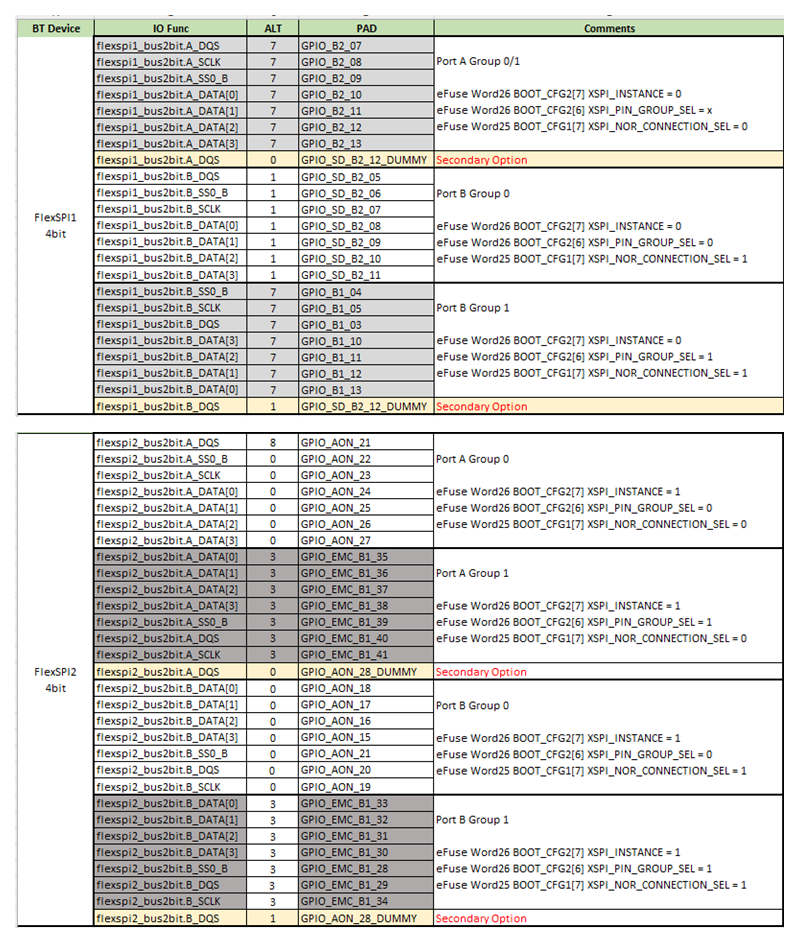 BT Device IO Func ALT PAD Comments
flexspi1_bus2bit.A_DQS 7 GPIO_B2_07
flexspi1_bus2bit.A_SCLK 7 GPIO_B2_08 Port A Group 0/1
flexspi1_bus2bit.A_SS0_B 7 GPIO_B2_09
flexspi1_bus2bit.A_DATA[0] 7 GPIO_B2_10 eFuse Word26 BOOT_CFG2[7] XSPI_INSTANCE = 0
flexspi1_bus2bit.A_DATA[1] 7 GPIO_B2_11 eFuse Word26 BOOT_CFG2[6] XSPI_PIN_GROUP_SEL = x
flexspi1_bus2bit.A_DATA[2] 7 GPIO_B2_12 eFuse Word25 BOOT_CFG1[7] XSPI_NOR_CONNECTION_SEL = 0
flexspi1_bus2bit.A_DATA[3] 7 GPIO_B2_13
flexspi1_bus2bit.A_DQS 0 GPIO_SD_B2_12_DUMMY Secondary Option
flexspi1_bus2bit.B_DQS 1 GPIO_SD_B2_05
flexspi1_bus2bit.B_SS0_B 1 GPIO_SD_B2_06 Port B Group 0
flexspi1_bus2bit.B_SCLK 1 GPIO_SD_B2_07
FlexSPI1 flexspi1_bus2bit.B_DATA[0] 1 GPIO_SD_B2_08 eFuse Word26 BOOT_CFG2[7] XSPI_INSTANCE = 0
4bit flexspi1_bus2bit.B_DATA[1] 1 GPIO_SD_B2_09 eFuse Word26 BOOT_CFG2[6] XSPI_PIN_GROUP_SEL = 0
flexspi1_bus2bit.B_DATA[2] 1 GPIO_SD_B2_10 eFuse Word25 BOOT_CFG1[7] XSPI_NOR_CONNECTION_SEL = 1
flexspi1_bus2bit.B_DATA[3] 1 GPIO_SD_B2_11
flexspi1_bus2bit.B_SS0_B 7 GPIO_B1_04
flexspi1_bus2bit.B_SCLK 7 GPIO_B1_05 Port B Group 1
flexspi1_bus2bit.B_DQS 7 GPIO_B1_03
flexspi1_bus2bit.B_DATA[3] 7 GPIO_B1_10 eFuse Word26 BOOT_CFG2[7] XSPI_INSTANCE = 0
flexspi1_bus2bit.B_DATA[2] 7 GPIO_B1_11 eFuse Word26 BOOT_CFG2[6] XSPI_PIN_GROUP_SEL = 1
flexspi1_bus2bit.B_DATA[1] 7 GPIO_B1_12 eFuse Word25 BOOT_CFG1[7] XSPI_NOR_CONNECTION_SEL = 1
flexspi1_bus2bit.B_DATA[0] 7 GPIO_B1_13
flexspi1_bus2bit.B_DQS 1 GPIO_SD_B2_12_DUMMY Secondary Option
flexspi2_bus2bit.A_DQS 8 GPIO_AON_21
flexspi2_bus2bit.A_SS0_B 0 GPIO_AON_22 Port A Group 0
flexspi2_bus2bit.A_SCLK 0 GPIO_AON_23
flexspi2_bus2bit.A_DATA[0] 0 GPIO_AON_24 eFuse Word26 BOOT_CFG2[7] XSPI_INSTANCE = 1
flexspi2_bus2bit.A_DATA[1] 0 GPIO_AON_25 eFuse Word26 BOOT_CFG2[6] XSPI_PIN_GROUP_SEL = 0
flexspi2_bus2bit.A_DATA[2] 0 GPIO_AON_26 eFuse Word25 BOOT_CFG1[7] XSPI_NOR_CONNECTION_SEL = 0
flexspi2_bus2bit.A_DATA[3] 0 GPIO_AON_27
flexspi2_bus2bit.A_DATA[0] 3 GPIO_EMC_B1_35
flexspi2_bus2bit.A_DATA[1] 3 GPIO_EMC_B1_36 Port A Group 1
flexspi2_bus2bit.A_DATA[2] 3 GPIO_EMC_B1_37
flexspi2_bus2bit.A_DATA[3] 3 GPIO_EMC_B1_38 eFuse Word26 BOOT_CFG2[7] XSPI_INSTANCE = 1
flexspi2_bus2bit.A_SS0_B 3 GPIO_EMC_B1_39 eFuse Word26 BOOT_CFG2[6] XSPI_PIN_GROUP_SEL = 1
flexspi2_bus2bit.A_DQS 3 GPIO_EMC_B1_40 eFuse Word25 BOOT_CFG1[7] XSPI_NOR_CONNECTION_SEL = 0
flexspi2_bus2bit.A_SCLK 3 GPIO_EMC_B1_41
FlexSPI2 flexspi2_bus2bit.A_DQS 0 GPIO_AON_28_DUMMY Secondary Option
4bit flexspi2_bus2bit.B_DATA[0] 0 GPIO_AON_18
flexspi2_bus2bit.B_DATA[1] 0 GPIO_AON_17 Port B Group 0
flexspi2_bus2bit.B_DATA[2] 0 GPIO_AON_16
flexspi2_bus2bit.B_DATA[3] 0 GPIO_AON_15 eFuse Word26 BOOT_CFG2[7] XSPI_INSTANCE = 1
flexspi2_bus2bit.B_SS0_B 0 GPIO_AON_21 eFuse Word26 BOOT_CFG2[6] XSPI_PIN_GROUP_SEL = 0
flexspi2_bus2bit.B_DQS 0 GPIO_AON_20 eFuse Word25 BOOT_CFG1[7] XSPI_NOR_CONNECTION_SEL = 1
flexspi2_bus2bit.B_SCLK 0 GPIO_AON_19
flexspi2_bus2bit.B_DATA[0] 3 GPIO_EMC_B1_33
flexspi2_bus2bit.B_DATA[1] 3 GPIO_EMC_B1_32 Port B Group 1
flexspi2_bus2bit.B_DATA[2] 3 GPIO_EMC_B1_31
flexspi2_bus2bit.B_DATA[3] 3 GPIO_EMC_B1_30 eFuse Word26 BOOT_CFG2[7] XSPI_INSTANCE = 1
flexspi2_bus2bit.B_SS0_B 3 GPIO_EMC_B1_28 eFuse Word26 BOOT_CFG2[6] XSPI_PIN_GROUP_SEL = 1
flexspi2_bus2bit.B_DQS 3 GPIO_EMC_B1_29 eFuse Word25 BOOT_CFG1[7] XSPI_NOR_CONNECTION_SEL = 1
flexspi2_bus2bit.B_SCLK 3 GPIO_EMC_B1_34
flexspi2_bus2bit.B_DQS 1 GPIO_AON_28_DUMMY Secondary Option